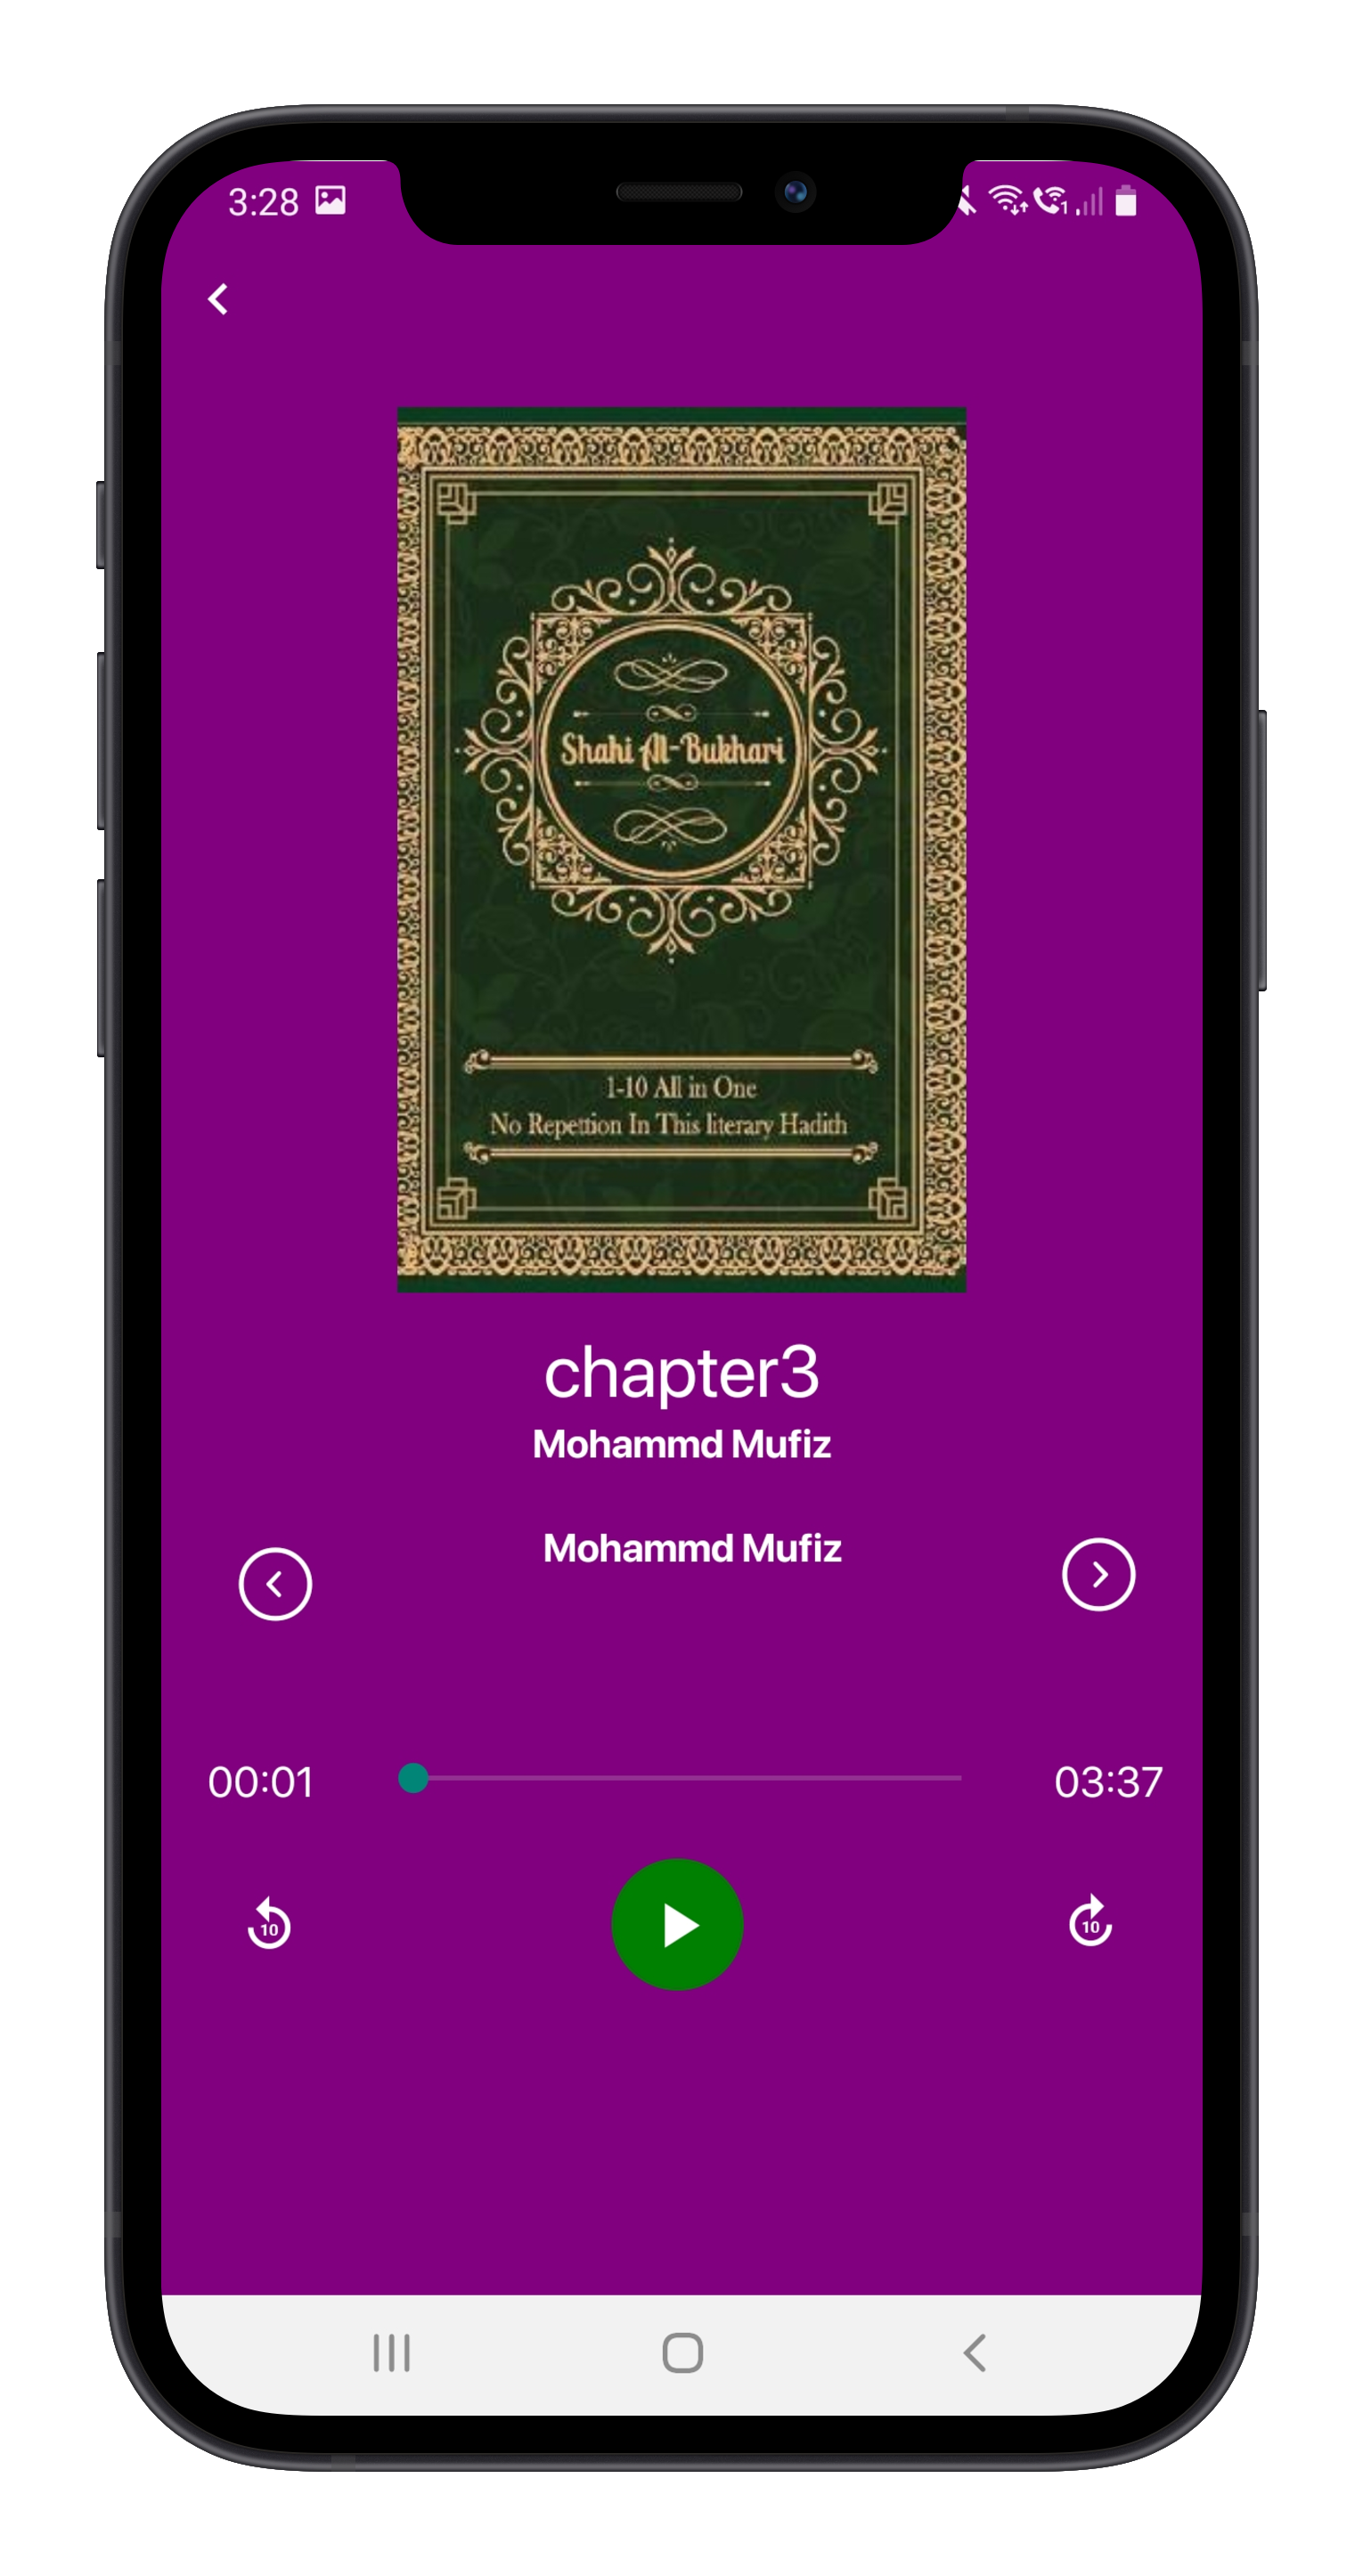 3:28
Shahi Al-Bukhari
1-10 All in One
No Repettion In This literary Hadith
chapter3
Mohammd Mufiz
Mohammd Mufiz
00:01
03:37
10
10